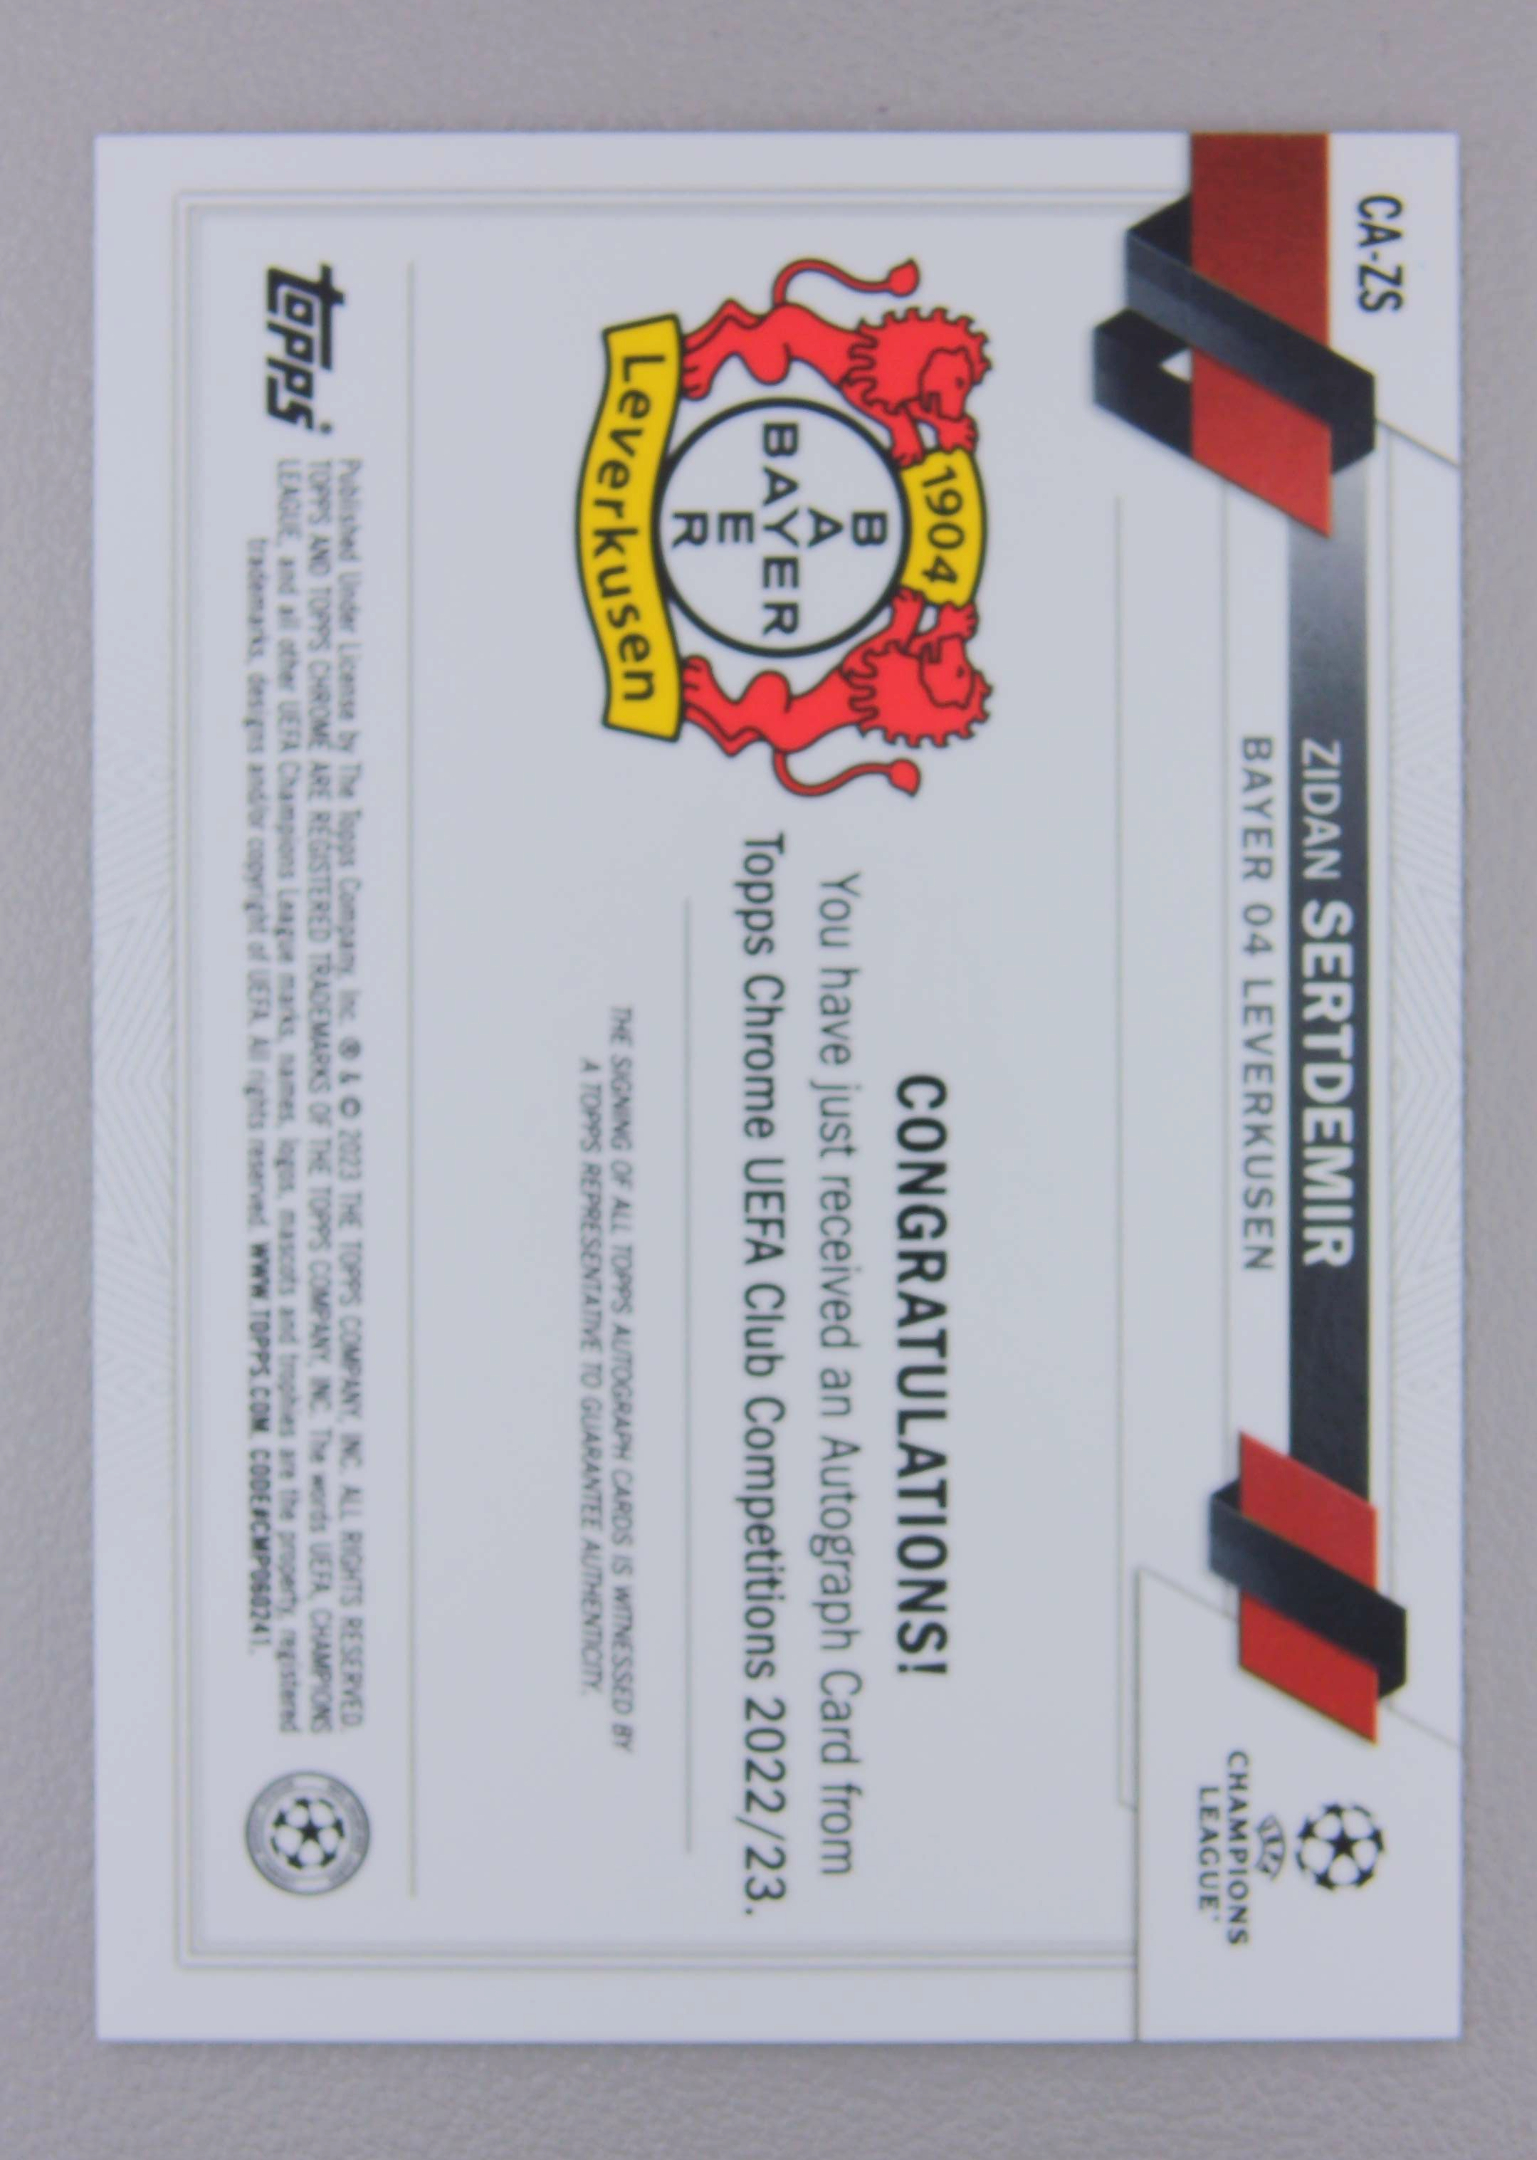 CA-ZS
ZIDAN SERTDEMIR
BAYER 04 LEVERKUSEN
UEFA
CHAMPIONS
LEAGUE
1904
B
A
BAYER
E
R
Leverkusen
CONGRATULATIONS!
You have just received an Autograph Card from
Topps Chrome UEFA Club Competitions 2022/23.
THE SIGNING OF ALL TOPPS AUTOGRAPH CARDS IS WITNESSED BY
A TOPPS REPRESENTATIVE TO GUARANTEE AUTHENTICITY.
topps®
Published Under License by The Topps Company, Inc. ® & © 2023 THE TOPPS COMPANY, INC. ALL RIGHTS RESERVED.
TOPPS AND TOPPS CHROME ARE REGISTERED TRADEMARKS OF THE TOPPS COMPANY, INC. The words UEFA, CHAMPIONS
LEAGUE, and all other UEFA Champions League marks, names, logos, mascots and trophies are the property, registered
trademarks, designs and/or copyright of UEFA. All rights reserved. WWW.TOPPS.COM. CODE#CMP060241.